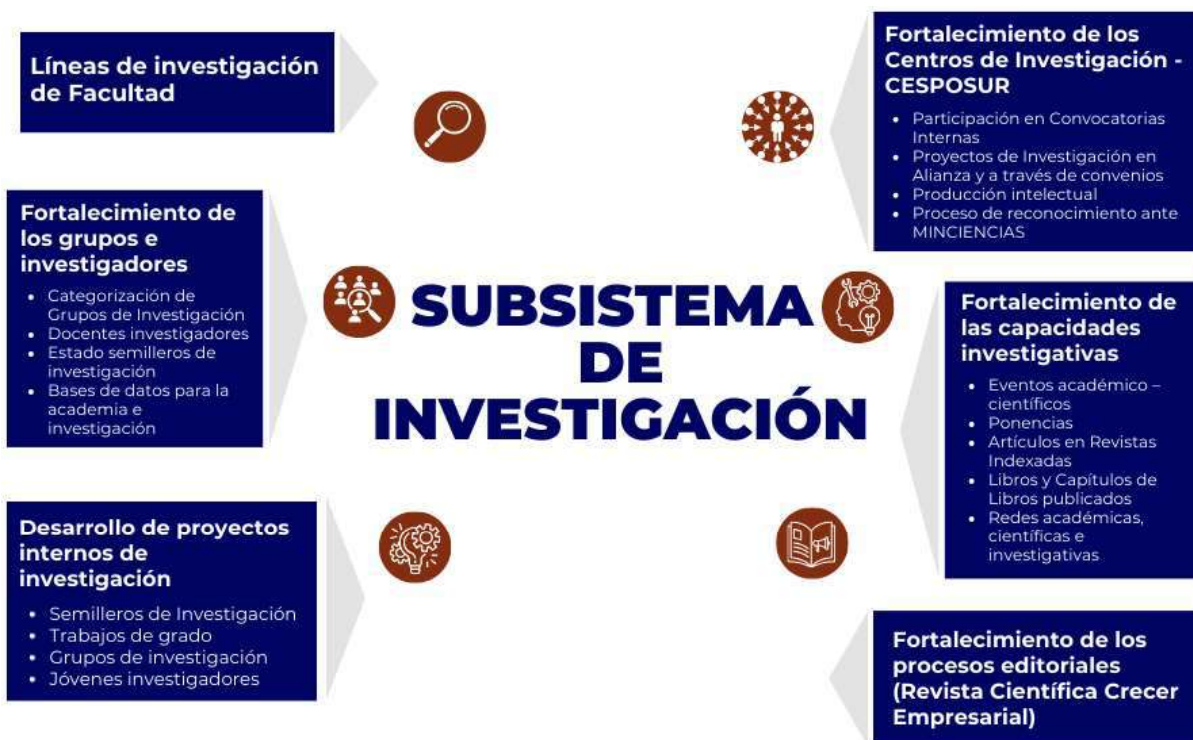 Líneas de investigación
de Facultad
Fortalecimiento de
los grupos e
investigadores
• Categorización de
Grupos de Investigación
• Docentes investigadores
• Estado semilleros de
investigación
• Bases de datos para la
academia e
investigación
Desarrollo de proyectos
internos de
investigación
• Semilleros de Investigación
• Trabajos de grado
• Grupos de investigación
• Jóvenes investigadores
SUBSISTEMA
DE
INVESTIGACIÓN
Fortalecimiento de los
Centros de Investigación -
CESPOSUR
• Participación en Convocatorias
Internas
• Proyectos de Investigación en
Alianza y a través de convenios
• Producción intelectual
• Proceso de reconocimiento ante
MINCIENCIAS
Fortalecimiento de
las capacidades
investigativas
• Eventos académico –
científicos
• Ponencias
• Artículos en Revistas
Indexadas
• Libros y Capítulos de
Libros publicados
• Redes académicas,
científicas e
investigativas
Fortalecimiento de los
procesos editoriales
(Revista Científica Crecer
Empresarial)